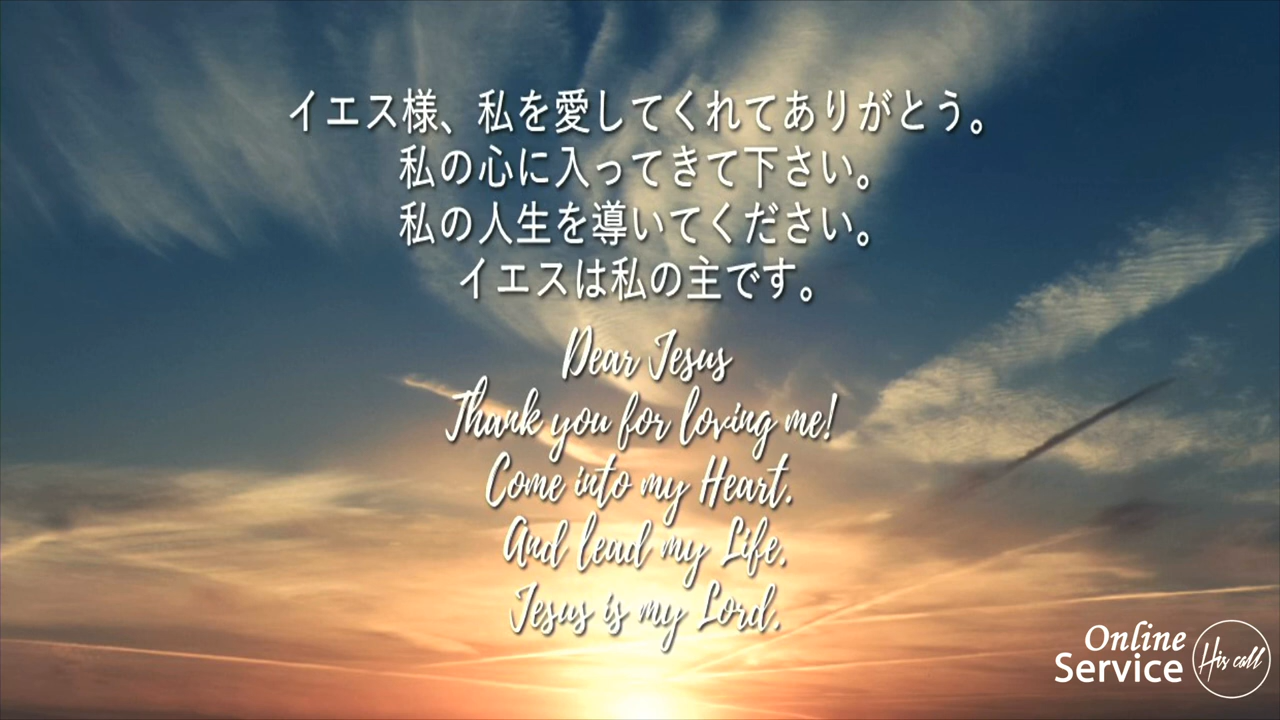 イエス様、私を愛してくれてありがとう。
私の心に入ってきて下さい。
私の人生を導いてください。
イエスは私の主です。
Dear Jesus
Thank you for loving me!
Come into my Heart.
And lead my Life.
Jesus is my Lord.
Online
Service
His call